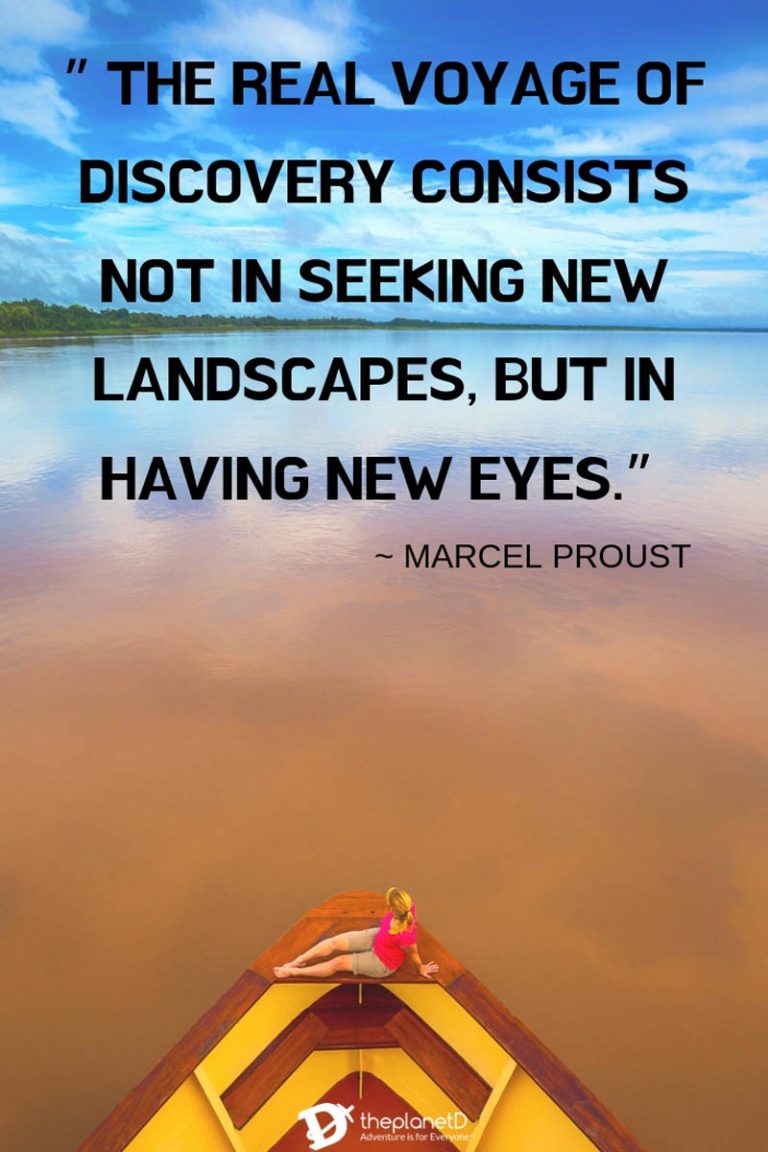 " THE REAL VOYAGE OF
DISCOVERY CONSISTS
NOT IN SEEKING NEW
LANDSCAPES, BUT IN
HAVING NEW EYES."
~ MARCEL PROUST
theplanetD
Adventure is for Everyone!